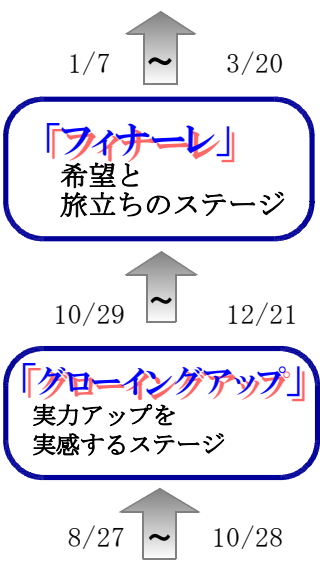 1/7 ～ 3/20
「フィナーレ」
希望と
旅立ちのステージ
10/29 ～ 12/21
「グローイングアップ」
実力アップを
実感するステージ
8/27 ～ 10/28